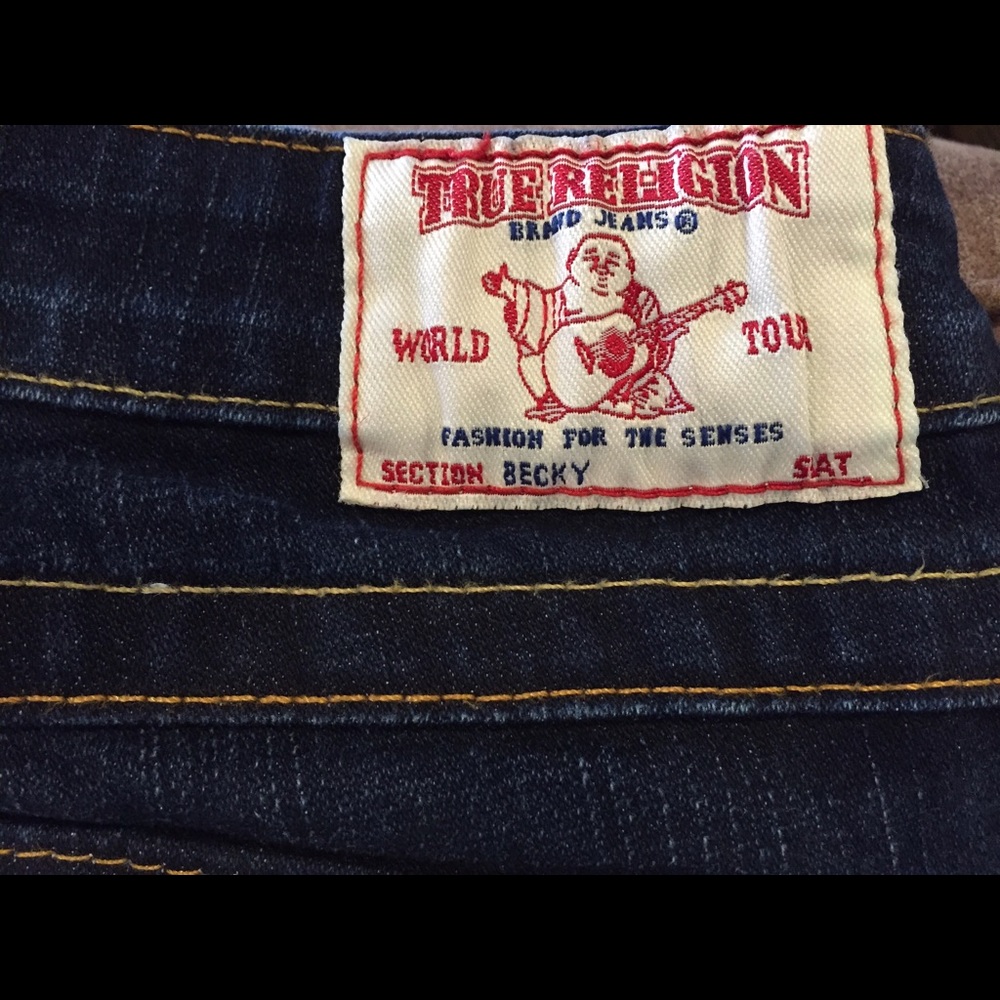 TRUE RELIGION
BRAND JEANS ®
WORLD TOUR
FASHION FOR THE SENSES
SECTION BECKY SAT